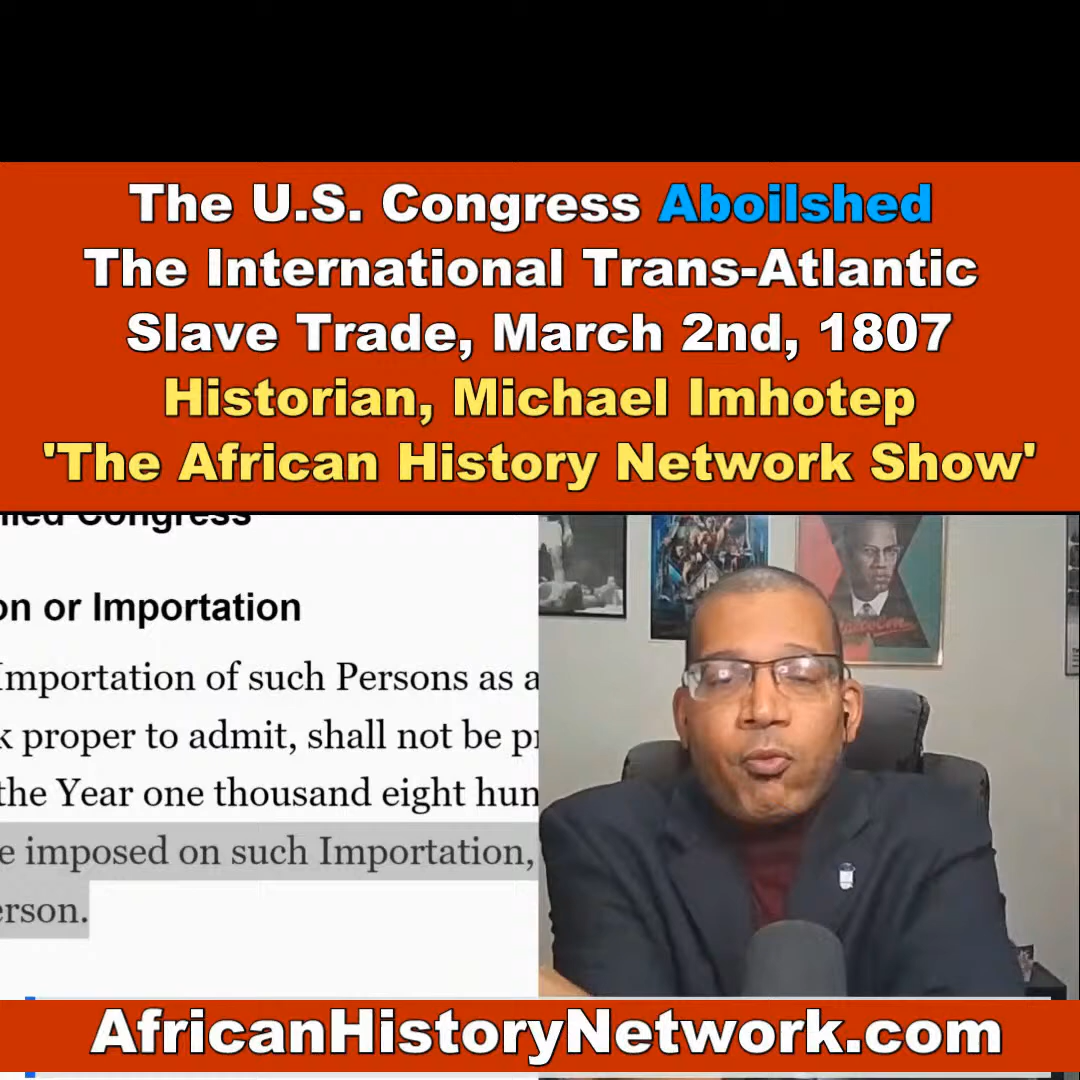 The U.S. Congress Aboilshed
The International Trans-Atlantic
Slave Trade, March 2nd, 1807
Historian, Michael Imhotep
'The African History Network Show'
Congress
on or Importation
Importation of such Persons as a
k proper to admit, shall not be p
the Year one thousand eight hun
e imposed on such Importation,
erson.
Malcolm
AfricanHistoryNetwork.com